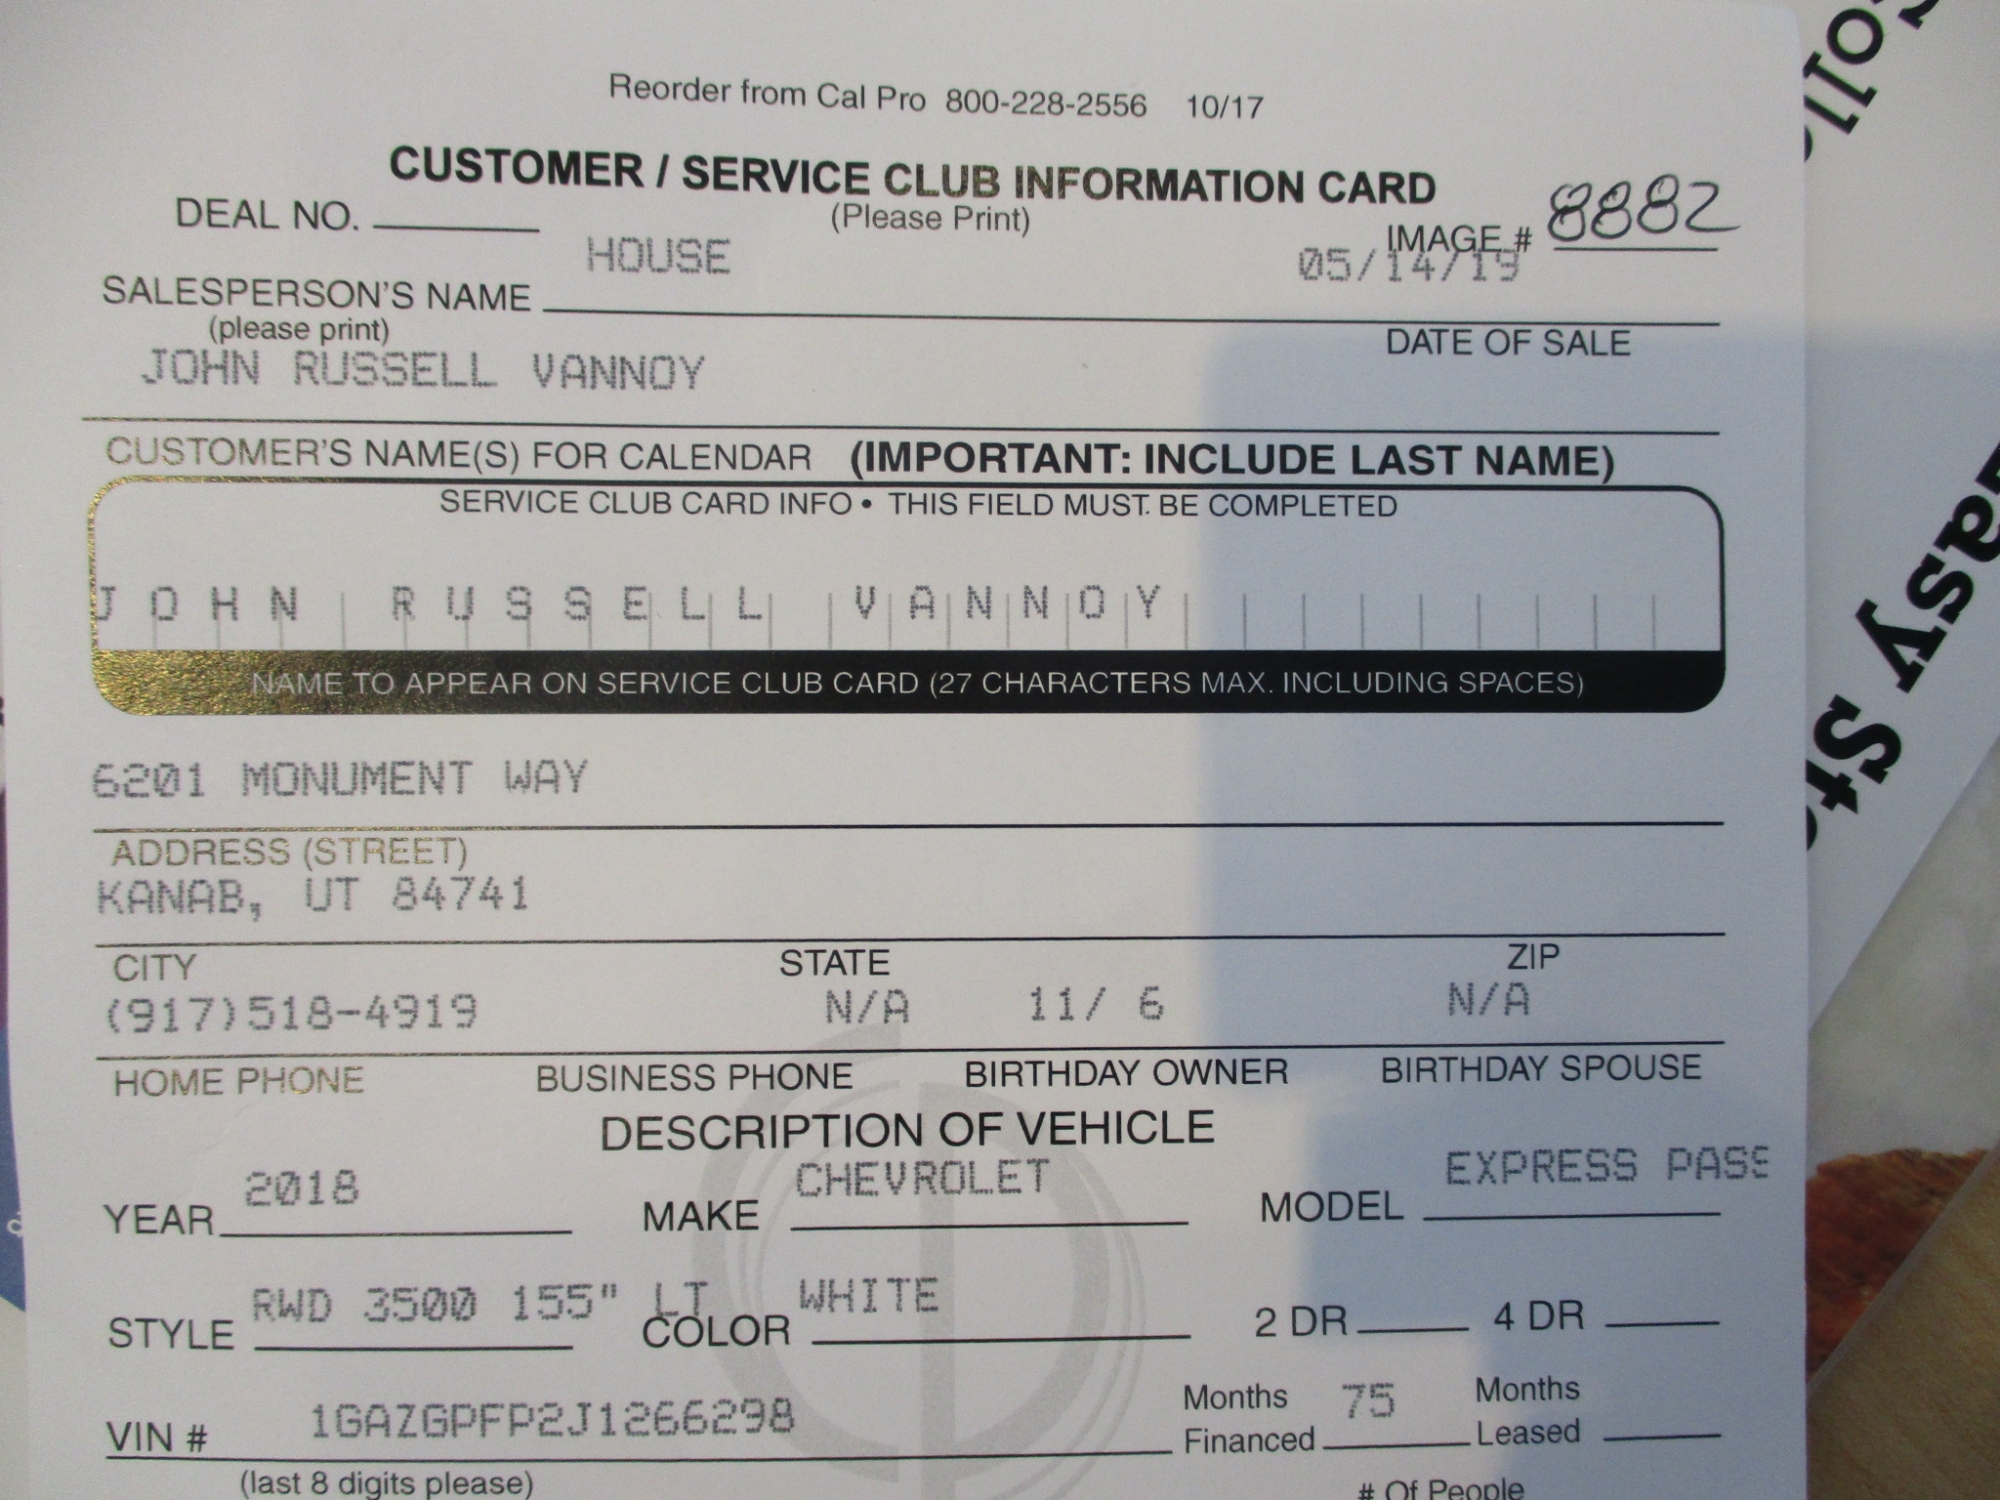 Reorder from Cal Pro 800-228-2556 10/17
CUSTOMER / SERVICE CLUB INFORMATION CARD
(Please Print)
DEAL NO.
IMAGE # 8882
HOUSE 05/14/19
SALESPERSON'S NAME
(please print) DATE OF SALE
JOHN RUSSELL VANNOY
CUSTOMER'S NAME(S) FOR CALENDAR (IMPORTANT: INCLUDE LAST NAME)
SERVICE CLUB CARD INFO • THIS FIELD MUST BE COMPLETED
JOHN RUSSELL VANNOY
NAME TO APPEAR ON SERVICE CLUB CARD (27 CHARACTERS MAX. INCLUDING SPACES)
6201 MONUMENT WAY
ADDRESS (STREET)
KANAB, UT 84741
CITY STATE ZIP
(917)518-4919 N/A 11/ 6 N/A
HOME PHONE BUSINESS PHONE BIRTHDAY OWNER BIRTHDAY SPOUSE
DESCRIPTION OF VEHICLE
YEAR 2018 MAKE CHEVROLET MODEL EXPRESS PASS
STYLE RWD 3500 155" LT COLOR WHITE 2 DR 4 DR
VIN # 1GAZGPFP2J1266298 Months Financed 75 Months Leased
(last 8 digits please) # Of People